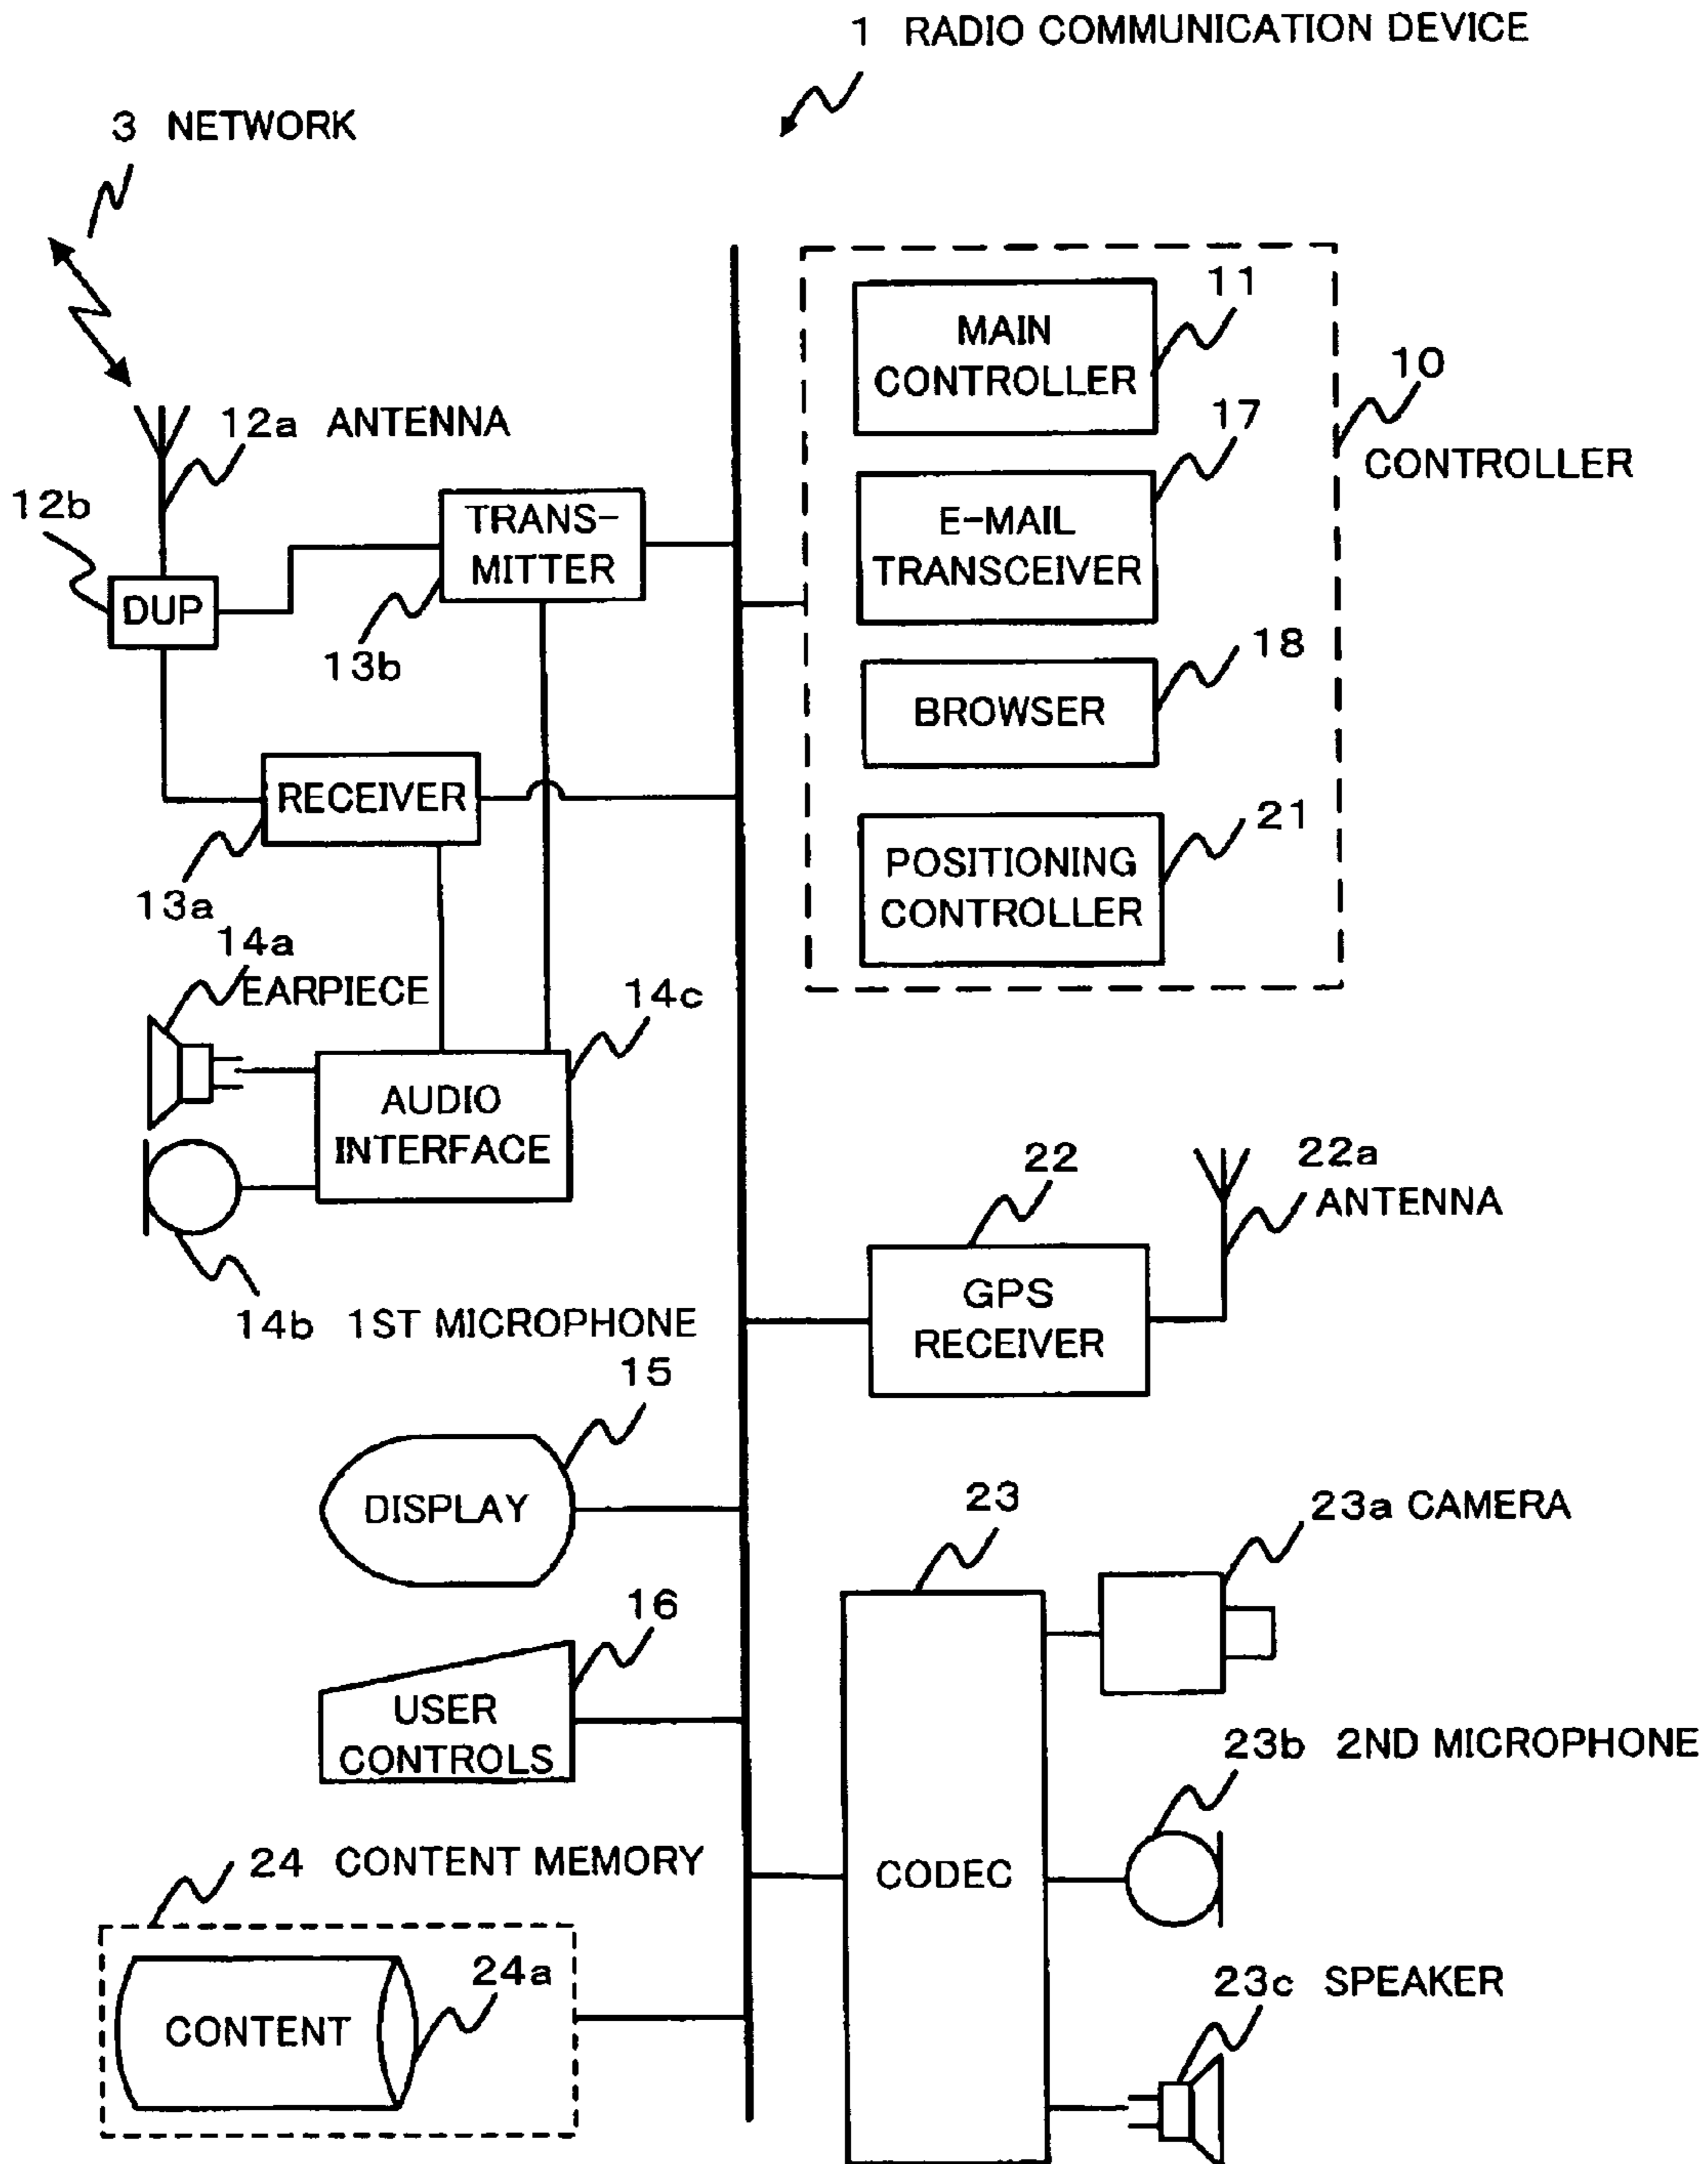 1 RADIO COMMUNICATION DEVICE
3 NETWORK
11
MAIN
CONTROLLER
10
CONTROLLER
12a ANTENNA
17
12b
TRANS-
MITTER
E-MAIL
TRANSCEIVER
DUP
13b
18
BROWSER
RECEIVER
21
13a
POSITIONING
CONTROLLER
14a
EARPIECE
14c
AUDIO
INTERFACE
22
22a
ANTENNA
GPS
RECEIVER
14b 1ST MICROPHONE
15
DISPLAY
23
23a CAMERA
16
USER
CONTROLS
23b 2ND MICROPHONE
24 CONTENT MEMORY
CODEC
24a
CONTENT
23c SPEAKER